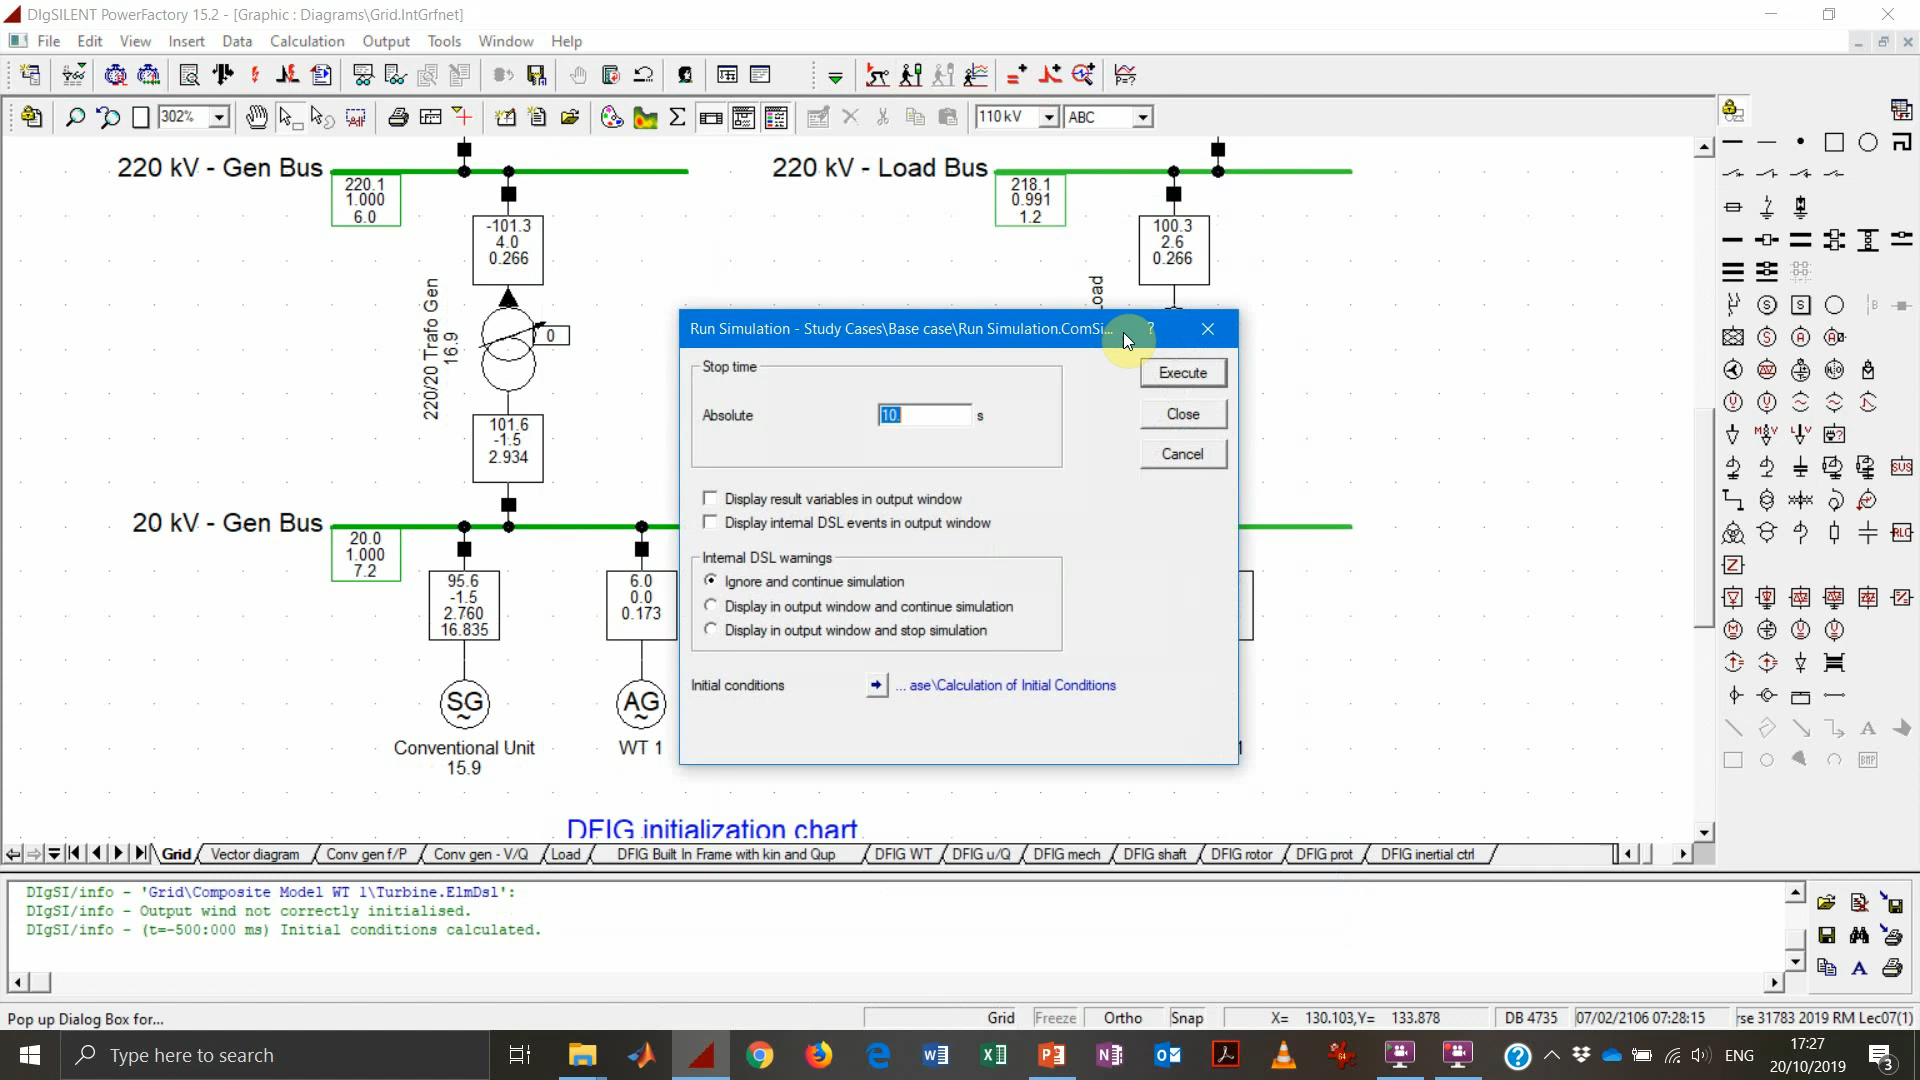 DIgSILENT PowerFactory 15.2 - [Graphic : Diagrams\Grid.IntGrfnet]
File Edit View Insert Data Calculation Output Tools Window Help
302%
110 kV
ABC
220 kV - Gen Bus
220.1
1.000
6.0
220 kV - Load Bus
218.1
0.991
1.2
-101.3
4.0
0.266
100.3
2.6
0.266
220/20 Trafo Gen
16.9
0
101.6
-1.5
2.934
20 kV - Gen Bus
20.0
1.000
7.2
95.6
-1.5
2.760
16.835
6.0
0.0
0.173
SG
AG
Conventional Unit
15.9
WT 1
DFIG initialization chart
Run Simulation - Study Cases\Base case\Run Simulation.ComSi... ?
Stop time
Absolute 10. s
Execute
Close
Cancel
Display result variables in output window
Display internal DSL events in output window
Internal DSL warnings
Ignore and continue simulation
Display in output window and continue simulation
Display in output window and stop simulation
Initial conditions ... ase\Calculation of Initial Conditions
Grid Vector diagram Conv gen f/P Conv gen - V/Q Load DFIG Built In Frame with kin and Qup DFIG WT DFIG u/Q DFIG mech DFIG shaft DFIG rotor DFIG prot DFIG inertial ctrl
DIgSI/info - 'Grid\Composite Model WT 1\Turbine.ElmDsl':
DIgSI/info - Output wind not correctly initialised.
DIgSI/info - (t=-500:000 ms) Initial conditions calculated.
Pop up Dialog Box for... Grid Freeze Ortho Snap X= 130.103,Y= 133.878 DB 4735 07/02/2106 07:28:15 rse 31783 2019 RM Lec07(1)
Type here to search
ENG
17:27
20/10/2019
3